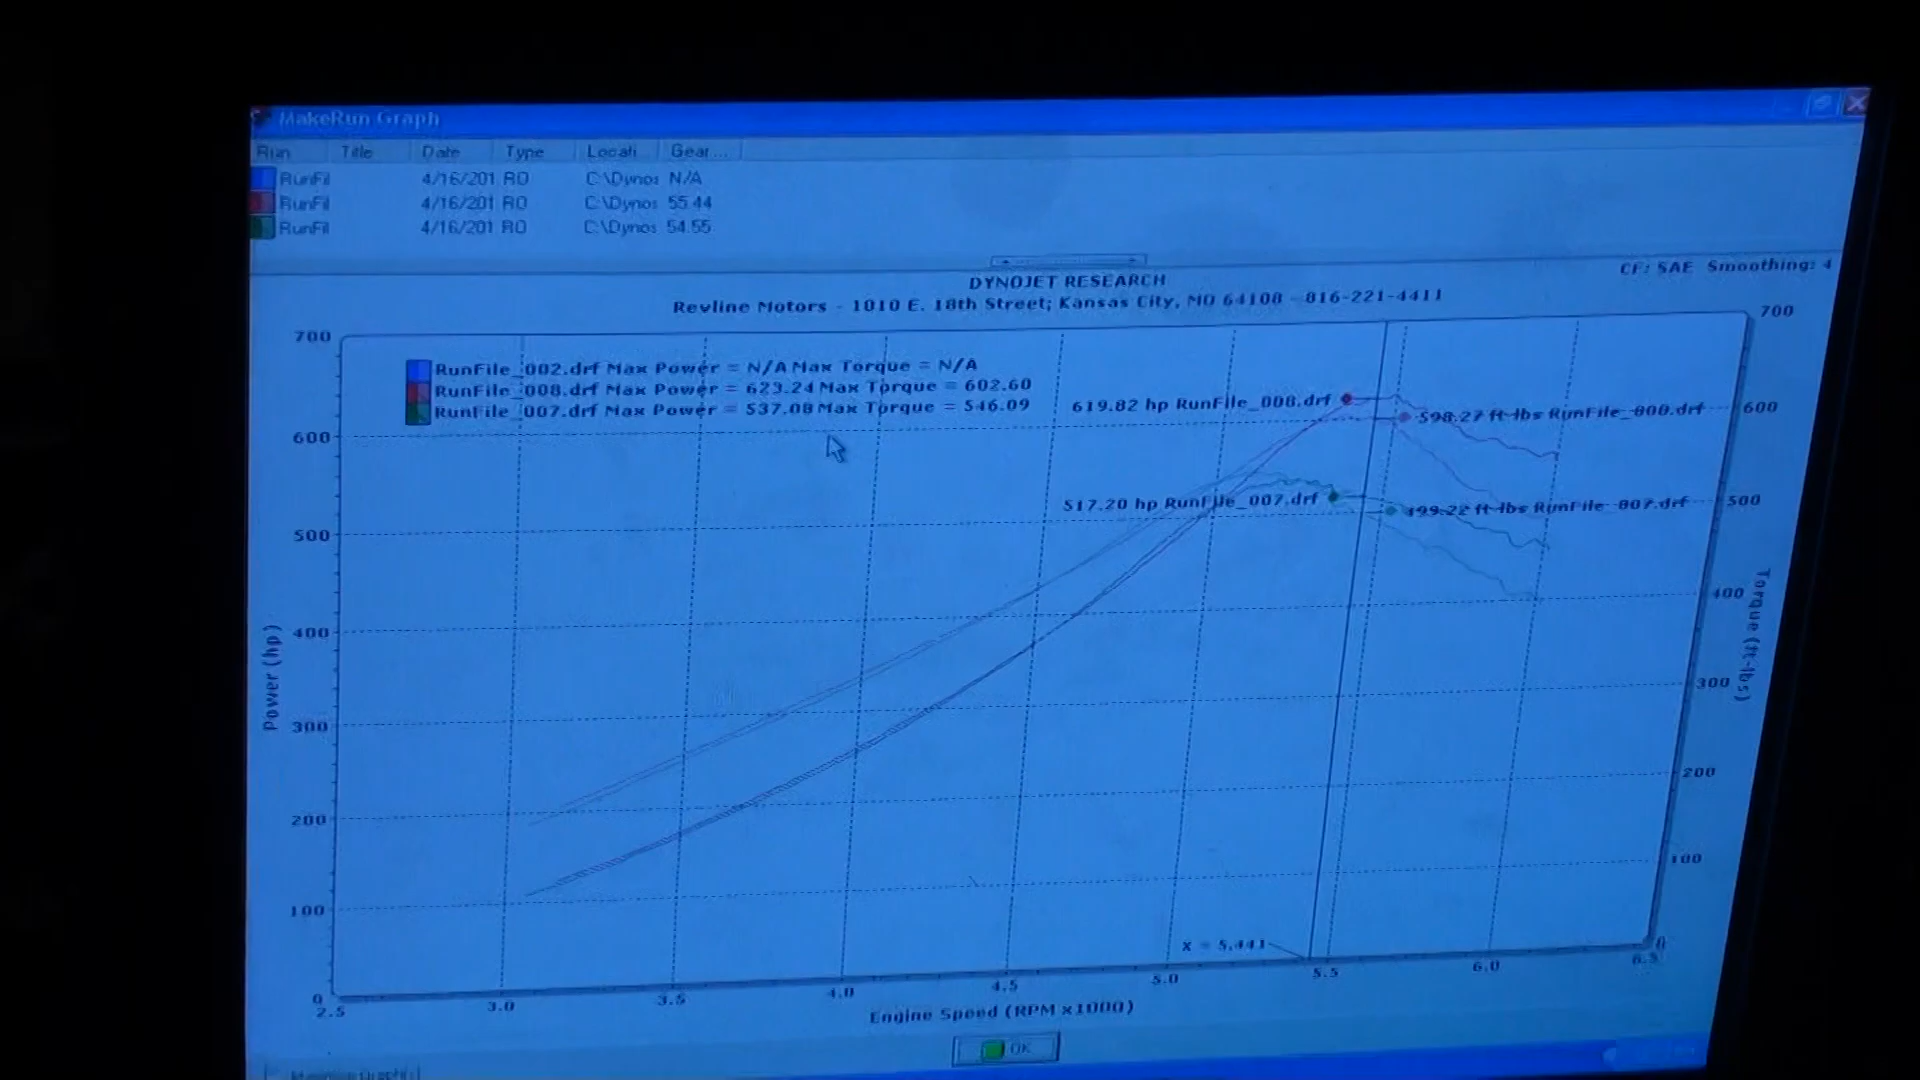 MakeRun Graph
Run Title Date Type Locati Gear...
RunFil 4/16/201 RO C:\Dynos N/A
RunFil 4/16/201 RO C:\Dynos 55.44
RunFil 4/16/201 RO C:\Dynos 54.55
CF: SAE Smoothing: 4
DYNOJET RESEARCH
Revline Motors - 1010 E. 18th Street; Kansas City, MO 64108 - 816-221-4411
700
700
RunFile_002.drf Max Power = N/A Max Torque = N/A
RunFile_008.drf Max Power = 623.24 Max Torque = 602.60
RunFile_007.drf Max Power = 537.08 Max Torque = 546.09
619.82 hp RunFile_008.drf
598.27 ft-lbs RunFile_008.drf
600
600
517.20 hp RunFile_007.drf
499.22 ft-lbs RunFile_007.drf
500
500
400
400
Power (hp)
Torque (ft-lbs)
300
300
200
200
100
100
x = 5.441
0
0
2.5 3.0 3.5 4.0 4.5 5.0 5.5 6.0 6.5
Engine Speed (RPM x1000)
OK